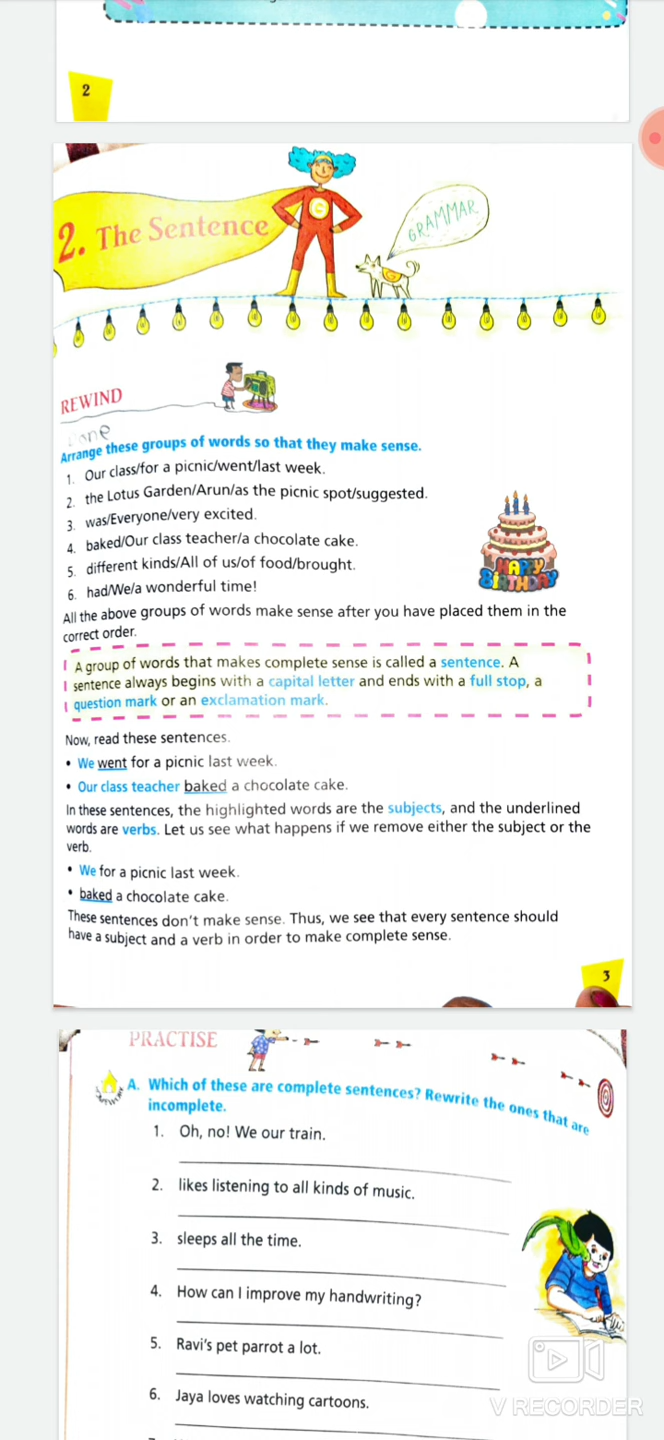 2
2. The Sentence
GRAMMAR
G
REWIND
Done
Arrange these groups of words so that they make sense.
1. Our class/for a picnic/went/last week.
2. the Lotus Garden/Arun/as the picnic spot/suggested.
3. was/Everyone/very excited.
4. baked/Our class teacher/a chocolate cake.
5. different kinds/All of us/of food/brought.
6. had/We/a wonderful time!
HAPPY
BIRTHDAY
All the above groups of words make sense after you have placed them in the
correct order.
A group of words that makes complete sense is called a sentence. A
sentence always begins with a capital letter and ends with a full stop, a
question mark or an exclamation mark.
Now, read these sentences.
• We went for a picnic last week.
• Our class teacher baked a chocolate cake.
In these sentences, the highlighted words are the subjects, and the underlined
words are verbs. Let us see what happens if we remove either the subject or the
verb.
• We for a picnic last week.
• baked a chocolate cake.
These sentences don't make sense. Thus, we see that every sentence should
have a subject and a verb in order to make complete sense.
3
PRACTISE
A. Which of these are complete sentences? Rewrite the ones that are
incomplete.
1. Oh, no! We our train.
2. likes listening to all kinds of music.
3. sleeps all the time.
4. How can I improve my handwriting?
5. Ravi's pet parrot a lot.
6. Jaya loves watching cartoons.
V RECORDER